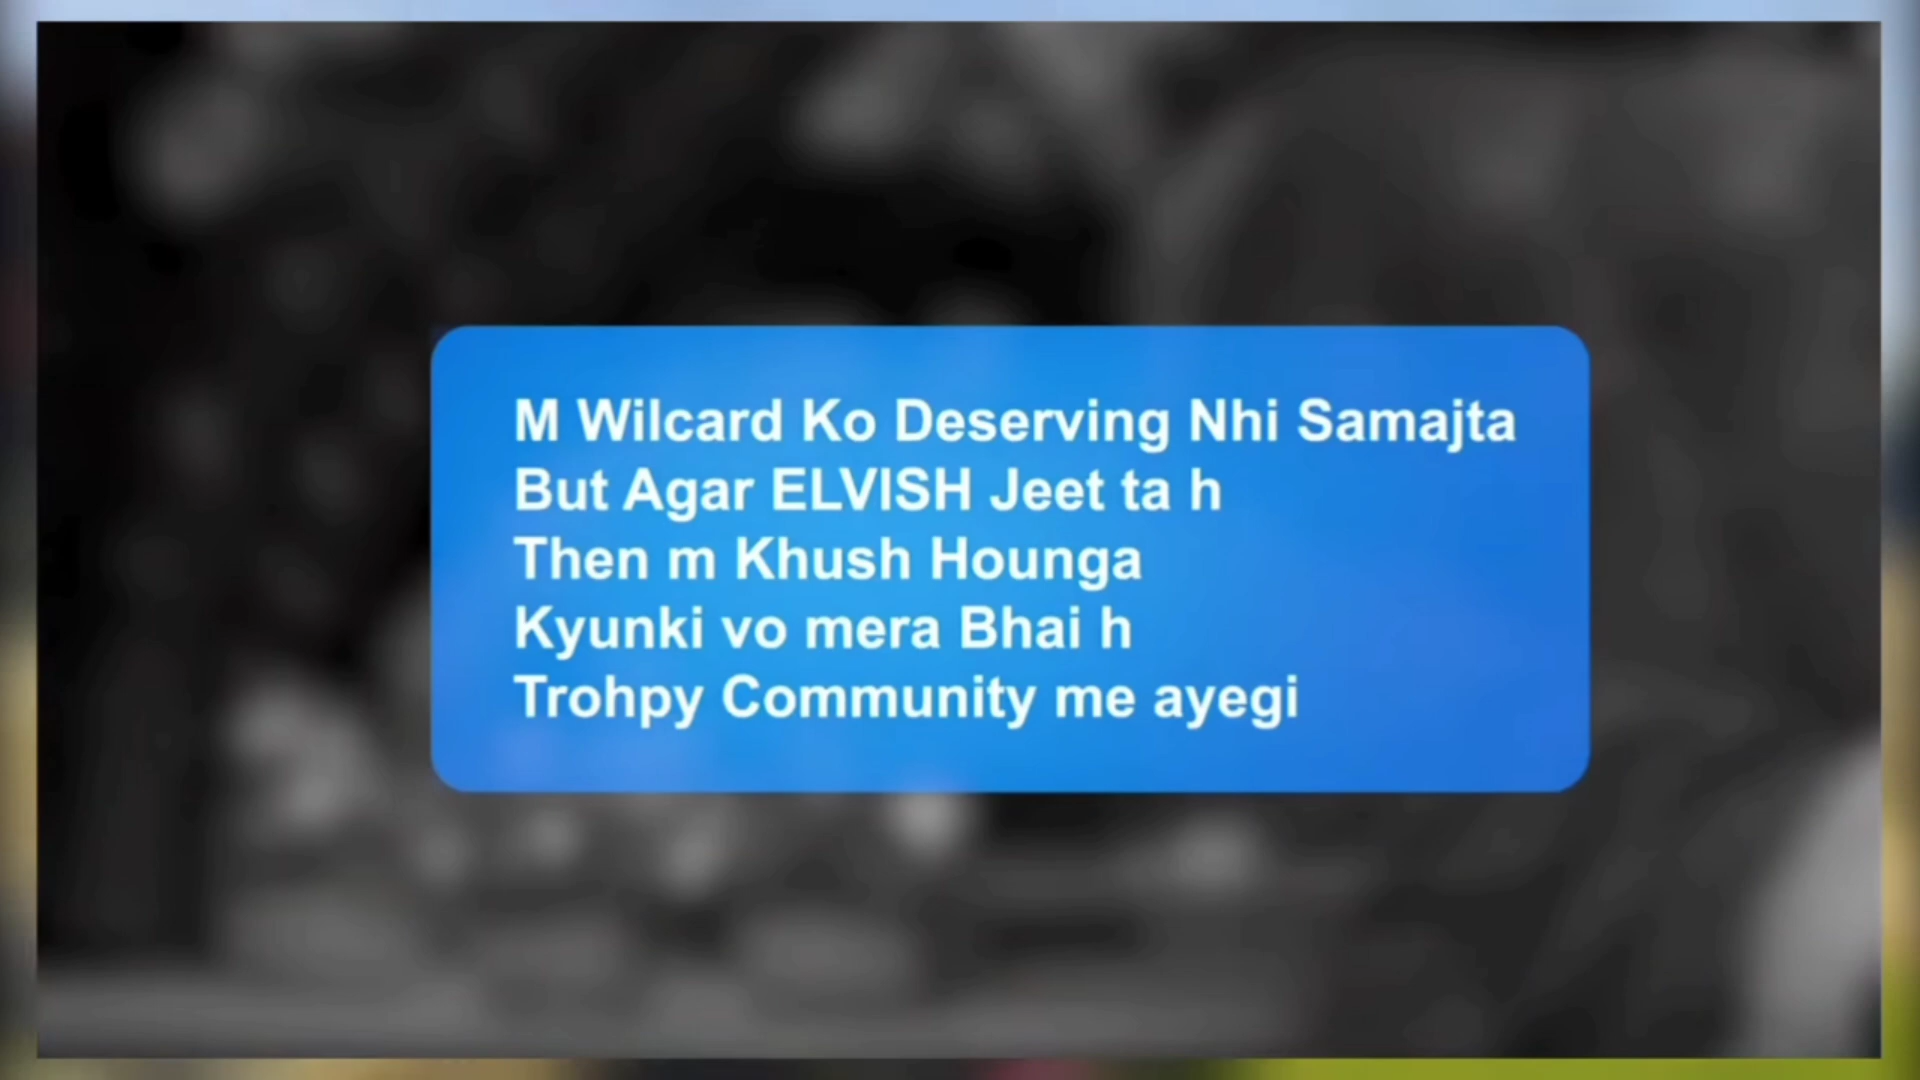 M Wilcard Ko Deserving Nhi Samajta
But Agar ELVISH Jeet ta h
Then m Khush Hounga
Kyunki vo mera Bhai h
Trohpy Community me ayegi